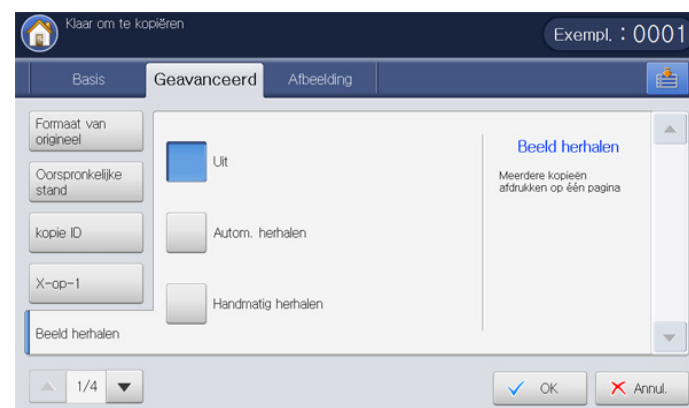 Klaar om te kopiëren
Exempl. : 0001
Basis
Geavanceerd
Afbeelding
Formaat van
origineel
Oorspronkelijke
stand
kopie ID
X-op-1
Beeld herhalen
Uit
Autom. herhalen
Handmatig herhalen
Beeld herhalen
Meerdere kopieën
afdrukken op één pagina
1/4
OK
Annul.